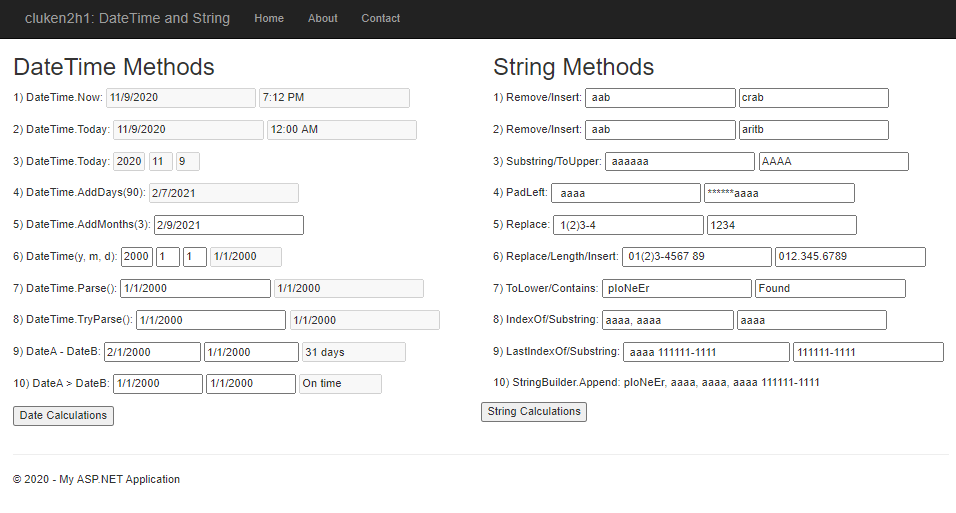 cluken2h1: DateTime and String Home About Contact
DateTime Methods
1) DateTime.Now: 11/9/2020 7:12 PM
2) DateTime.Today: 11/9/2020 12:00 AM
3) DateTime.Today: 2020 11 9
4) DateTime.AddDays(90): 2/7/2021
5) DateTime.AddMonths(3): 2/9/2021
6) DateTime(y, m, d): 2000 1 1 1/1/2000
7) DateTime.Parse(): 1/1/2000 1/1/2000
8) DateTime.TryParse(): 1/1/2000 1/1/2000
9) DateA - DateB: 2/1/2000 1/1/2000 31 days
10) DateA > DateB: 1/1/2000 1/1/2000 On time
Date Calculations
String Methods
1) Remove/Insert: aab crab
2) Remove/Insert: aab aritb
3) Substring/ToUpper: aaaaaa AAAA
4) PadLeft: aaaa ******aaaa
5) Replace: 1(2)3-4 1234
6) Replace/Length/Insert: 01(2)3-4567 89 012.345.6789
7) ToLower/Contains: pIoNeEr Found
8) IndexOf/Substring: aaaa, aaaa aaaa
9) LastIndexOf/Substring: aaaa 111111-1111 111111-1111
10) StringBuilder.Append: pIoNeEr, aaaa, aaaa, aaaa 111111-1111
String Calculations
© 2020 - My ASP.NET Application